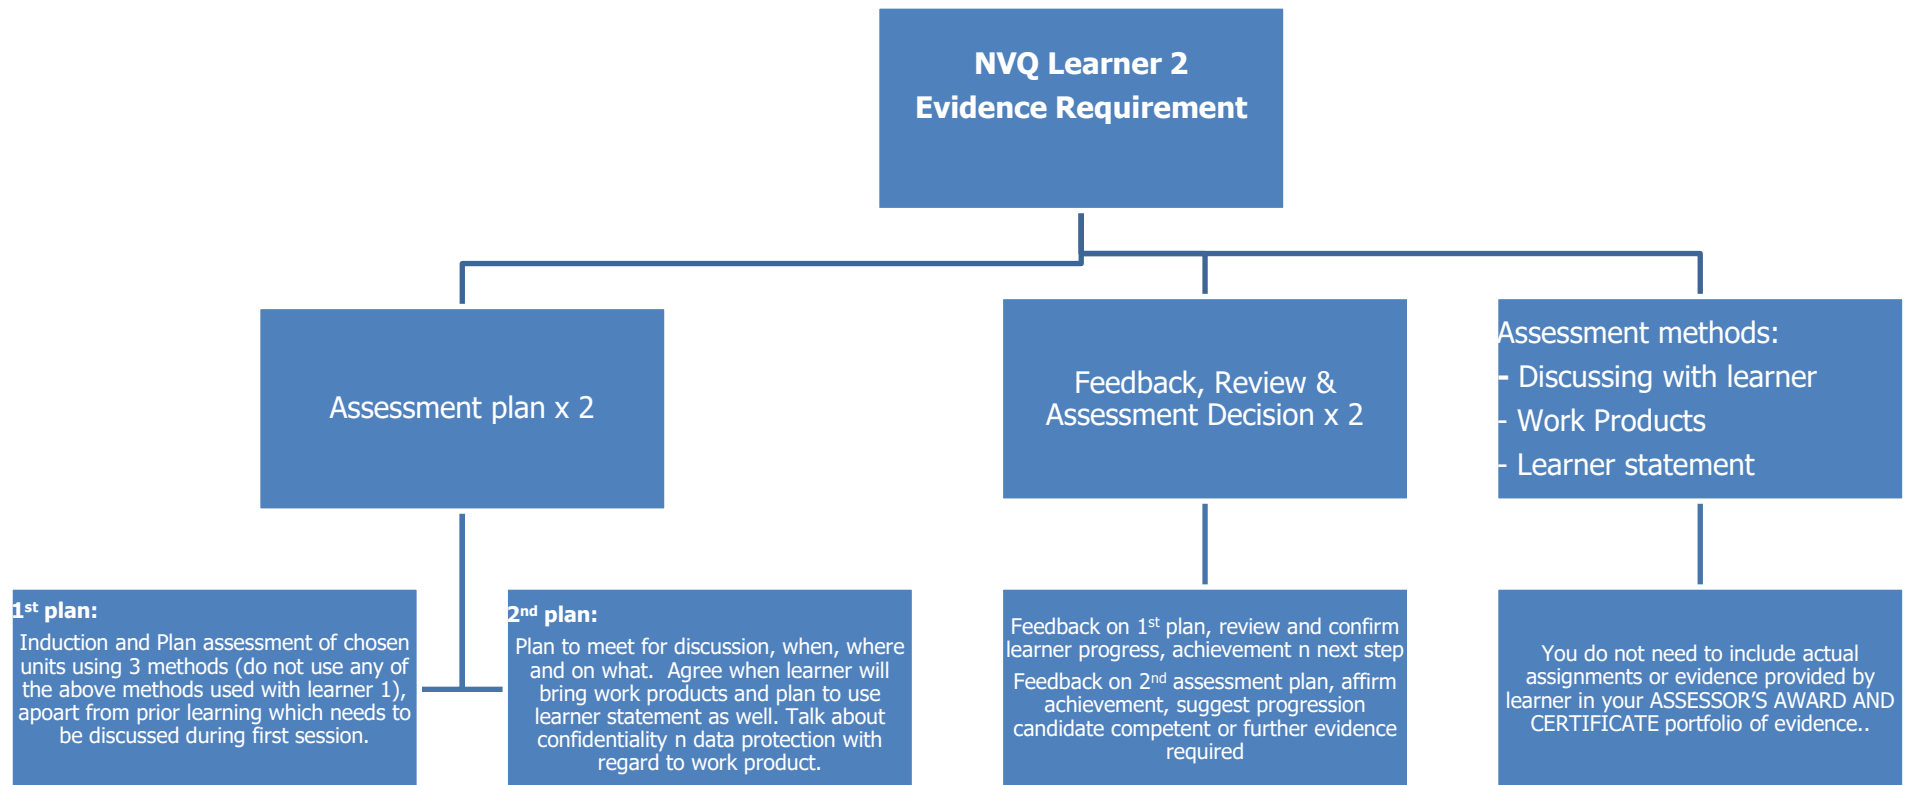 NVQ Learner 2
Evidence Requirement
Assessment plan x 2
Feedback, Review &
Assessment Decision x 2
Assessment methods:
- Discussing with learner
- Work Products
- Learner statement
1st plan:
Induction and Plan assessment of chosen
units using 3 methods (do not use any of
the above methods used with learner 1),
apoart from prior learning which needs to
be discussed during first session.
2nd plan:
Plan to meet for discussion, when, where
and on what.  Agree when learner will
bring work products and plan to use
learner statement as well. Talk about
confidentiality n data protection with
regard to work product.
Feedback on 1st plan, review and confirm
learner progress, achievement n next step
Feedback on 2nd assessment plan, affirm
achievement, suggest progression
candidate competent or further evidence
required
You do not need to include actual
assignments or evidence provided by
learner in your ASSESSOR'S AWARD AND
CERTIFICATE portfolio of evidence..